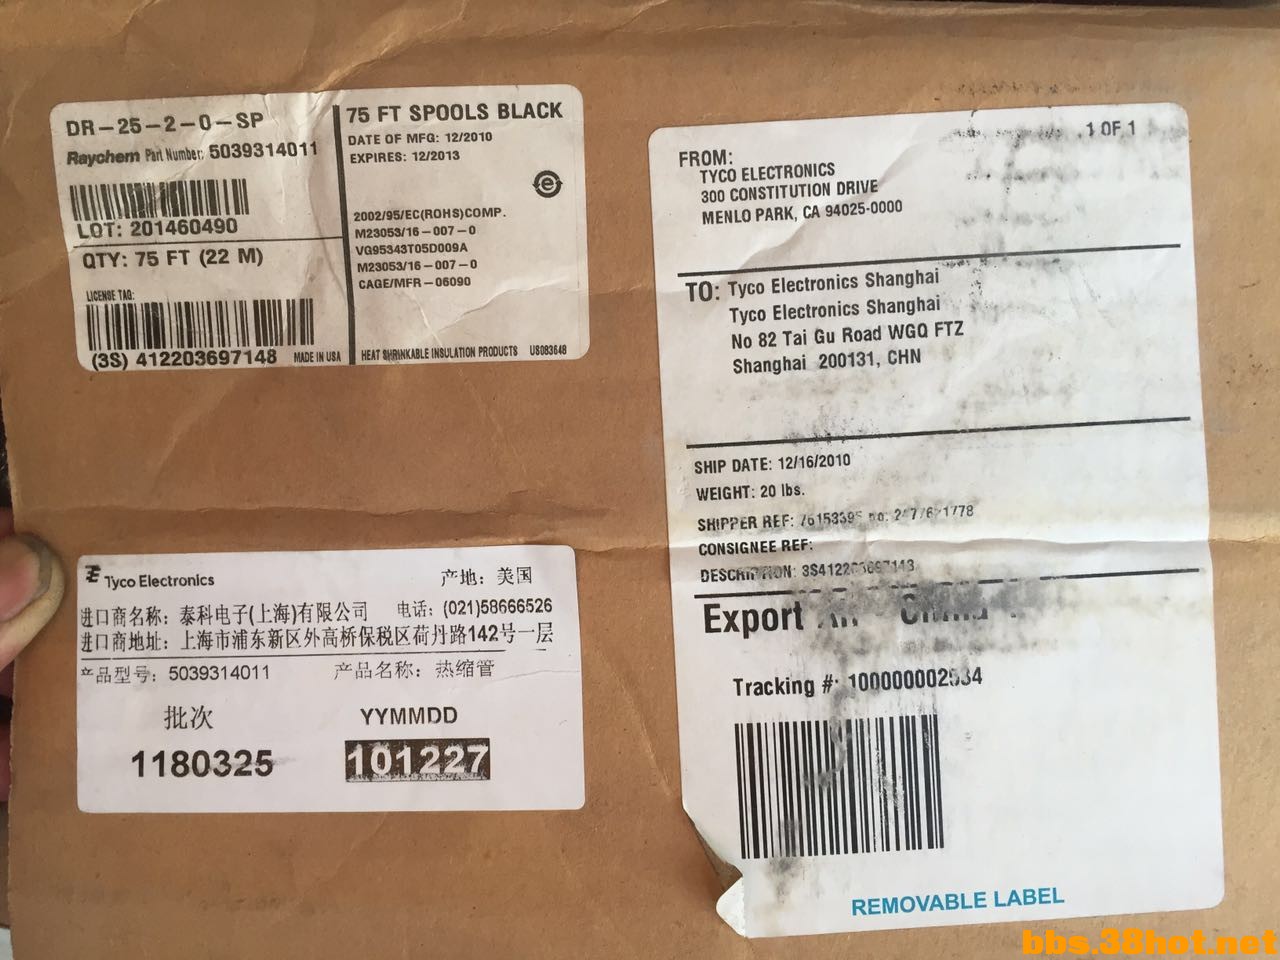 DR-25-2-0-SP
Raychem Part Number: 5039314011
LOT: 201460490
QTY: 75 FT (22 M)
LICENSE TAG:
(3S) 412203697148 MADE IN USA
75 FT SPOOLS BLACK
DATE OF MFG: 12/2010
EXPIRES: 12/2013
e
2002/95/EC(ROHS)COMP.
M23053/16-007-0
VG95343T05D009A
M23053/16-007-0
CAGE/MFR-06090
HEAT SHRINKABLE INSULATION PRODUCTS US083648
1 OF 1
FROM:
TYCO ELECTRONICS
300 CONSTITUTION DRIVE
MENLO PARK, CA 94025-0000
TO: Tyco Electronics Shanghai
Tyco Electronics Shanghai
No 82 Tai Gu Road WGQ FTZ
Shanghai 200131, CHN
SHIP DATE: 12/16/2010
WEIGHT: 20 lbs.
SHIPPER REF:
CONSIGNEE REF:
DESCRIPTION:
Export
Tracking #:
REMOVABLE LABEL
Tyco Electronics 产地：美国
进口商名称：泰科电子(上海)有限公司 电话：(021)58666526
进口商地址：上海市浦东新区外高桥保税区荷丹路142号一层
产品型号：5039314011 产品名称：热缩管
批次 YYMMDD
1180325 101227
bbs.38hot.net